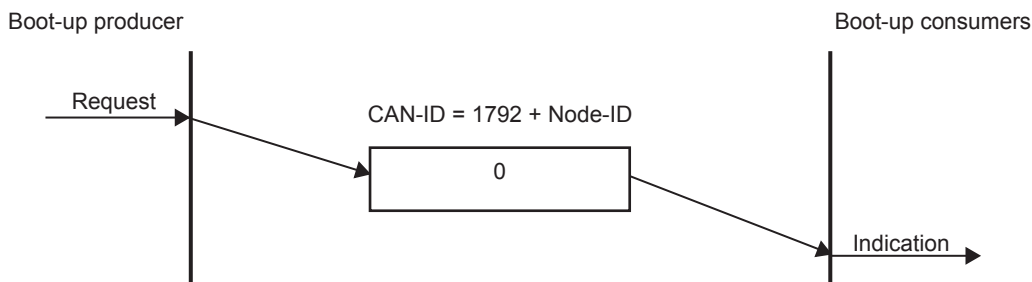 Boot-up producer
Boot-up consumers
Request
CAN-ID = 1792 + Node-ID
0
Indication